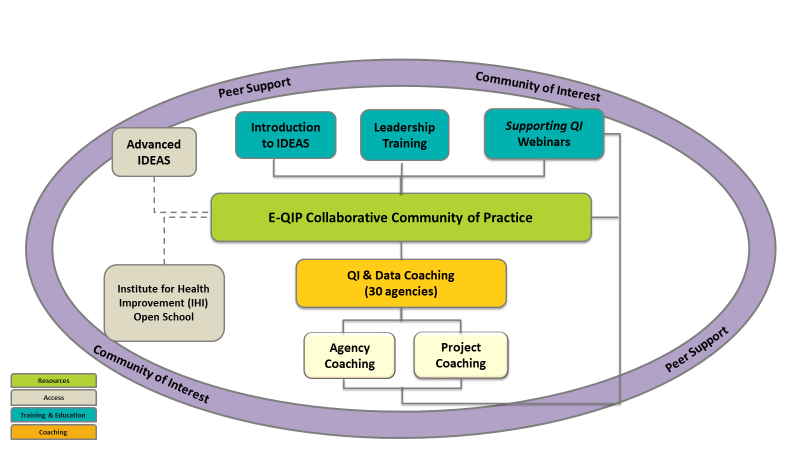 Peer Support
Community of Interest
Advanced
IDEAS
Introduction
to IDEAS
Leadership
Training
Supporting QI
Webinars
E-QIP Collaborative Community of Practice
QI & Data Coaching
(30 agencies)
Institute for Health
Improvement (IHI)
Open School
Agency
Coaching
Project
Coaching
Community of Interest
Peer Support
Resources
Access
Training & Education
Coaching